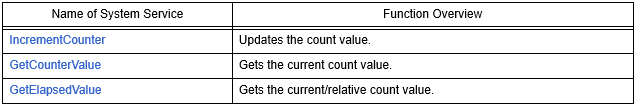 Name of System Service Function Overview
IncrementCounter Updates the count value.
GetCounterValue Gets the current count value.
GetElapsedValue Gets the current/relative count value.